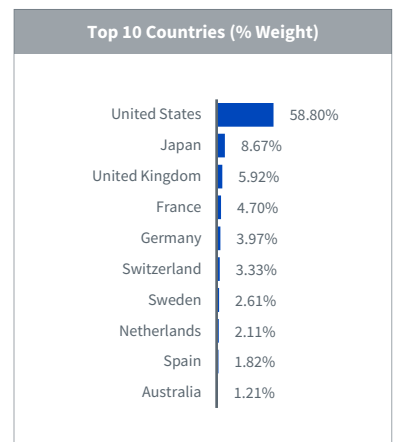 Top 10 Countries (% Weight)
United States 58.80%
Japan 8.67%
United Kingdom 5.92%
France 4.70%
Germany 3.97%
Switzerland 3.33%
Sweden 2.61%
Netherlands 2.11%
Spain 1.82%
Australia 1.21%